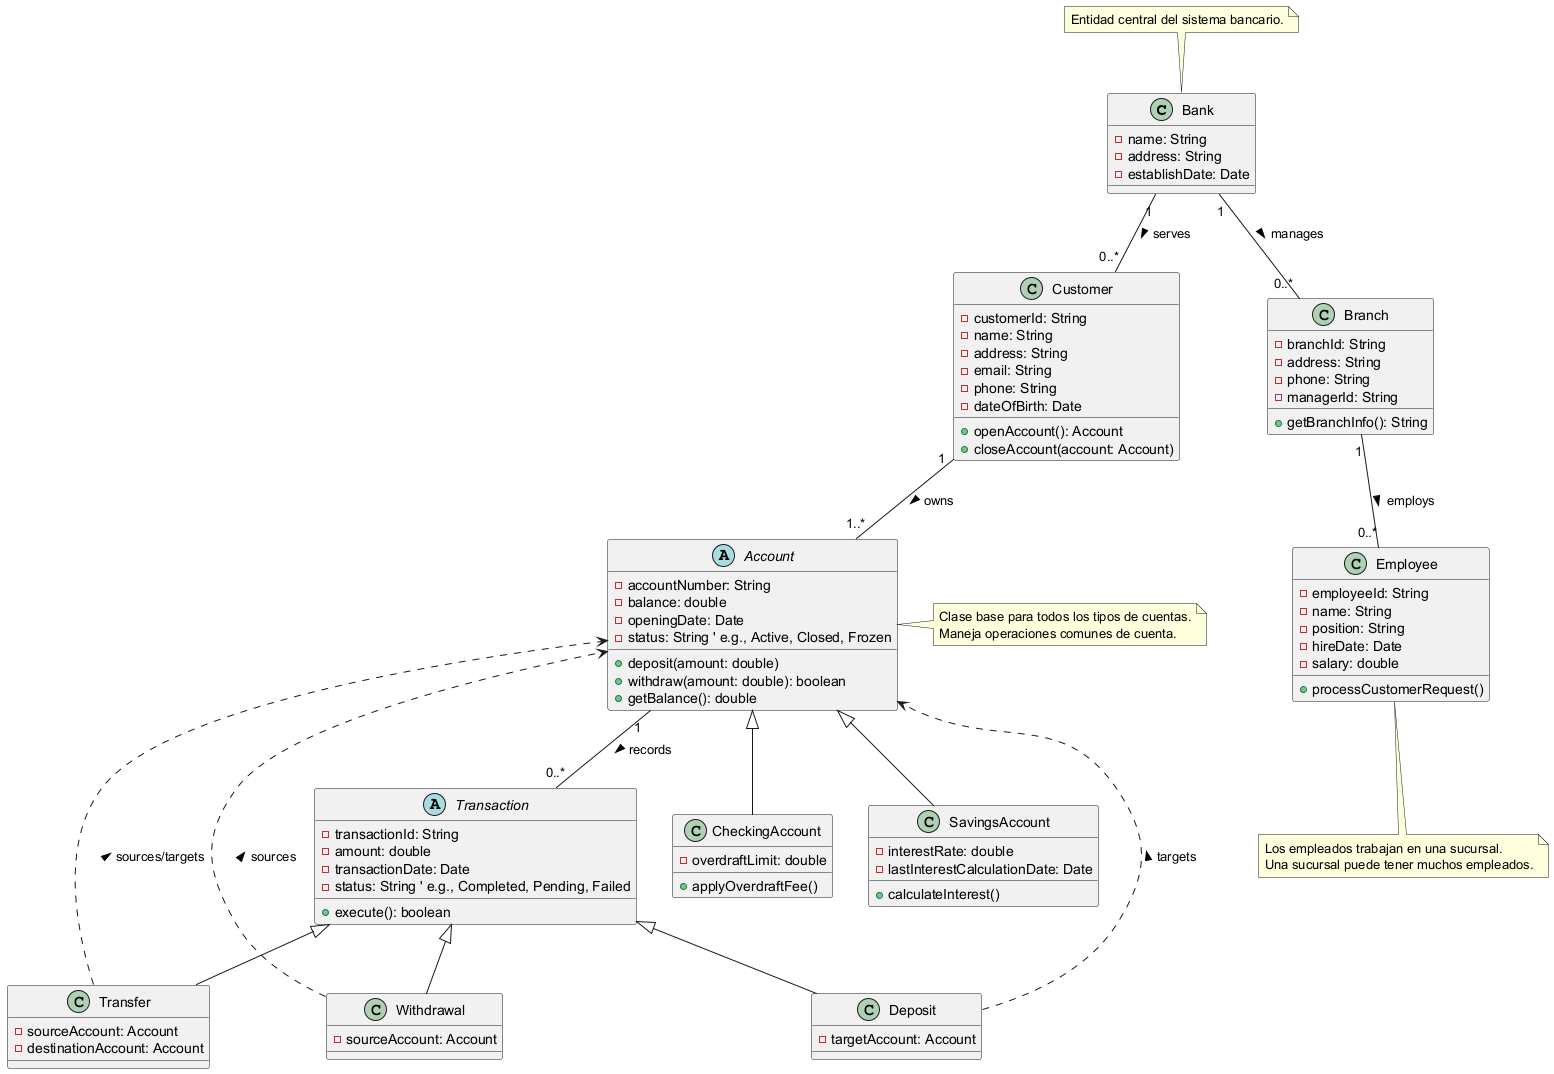 Entidad central del sistema bancario.
C Bank
name: String
address: String
establishDate: Date
1
1
serves
manages
0..*
0..*
C Customer
customerId: String
name: String
address: String
email: String
phone: String
dateOfBirth: Date
openAccount(): Account
closeAccount(account: Account)
C Branch
branchId: String
address: String
phone: String
managerId: String
getBranchInfo(): String
1
owns
1..*
1
employs
0..*
A Account
accountNumber: String
balance: double
openingDate: Date
status: String ' e.g., Active, Closed, Frozen
deposit(amount: double)
withdraw(amount: double): boolean
getBalance(): double
Clase base para todos los tipos de cuentas.
Maneja operaciones comunes de cuenta.
C Employee
employeeId: String
name: String
position: String
hireDate: Date
salary: double
processCustomerRequest()
1
records
0..*
A Transaction
transactionId: String
amount: double
transactionDate: Date
status: String ' e.g., Completed, Pending, Failed
execute(): boolean
C CheckingAccount
overdraftLimit: double
applyOverdraftFee()
C SavingsAccount
interestRate: double
lastInterestCalculationDate: Date
calculateInterest()
sources/targets
sources
targets
Los empleados trabajan en una sucursal.
Una sucursal puede tener muchos empleados.
C Transfer
sourceAccount: Account
destinationAccount: Account
C Withdrawal
sourceAccount: Account
C Deposit
targetAccount: Account